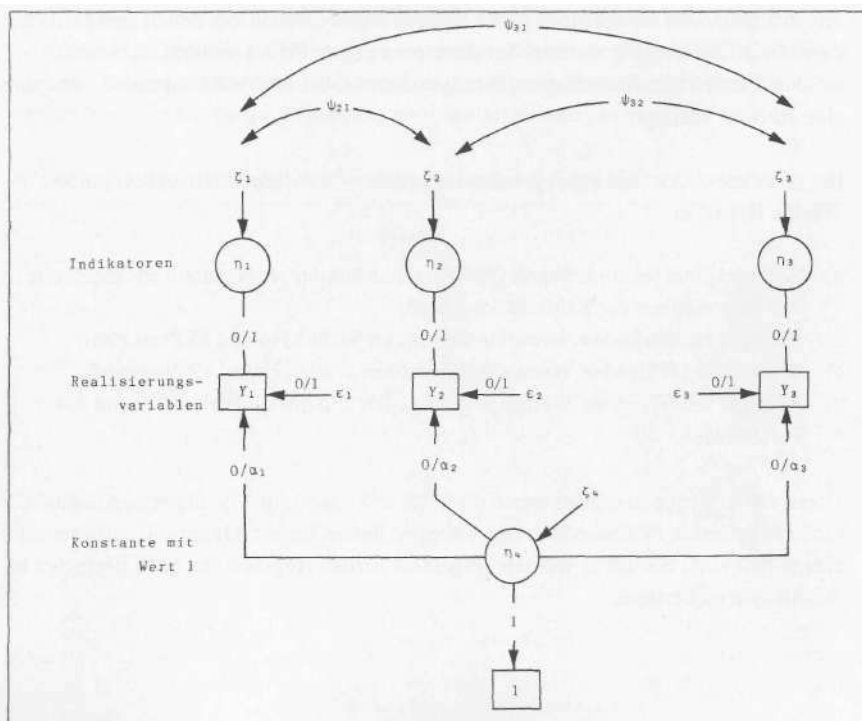 ψ₃₁
ψ₂₁ ψ₃₂
ζ₁ ζ₂ ζ₃
Indikatoren η₁ η₂ η₃
0/1 0/1 0/1
Realisierungs-
variablen Y₁ 0/1 ε₁ Y₂ 0/1 ε₂ ε₃ 0/1 Y₃
0/α₁ 0/α₂ 0/α₃
ζ₄
Konstante mit
Wert 1 η₄
1
1